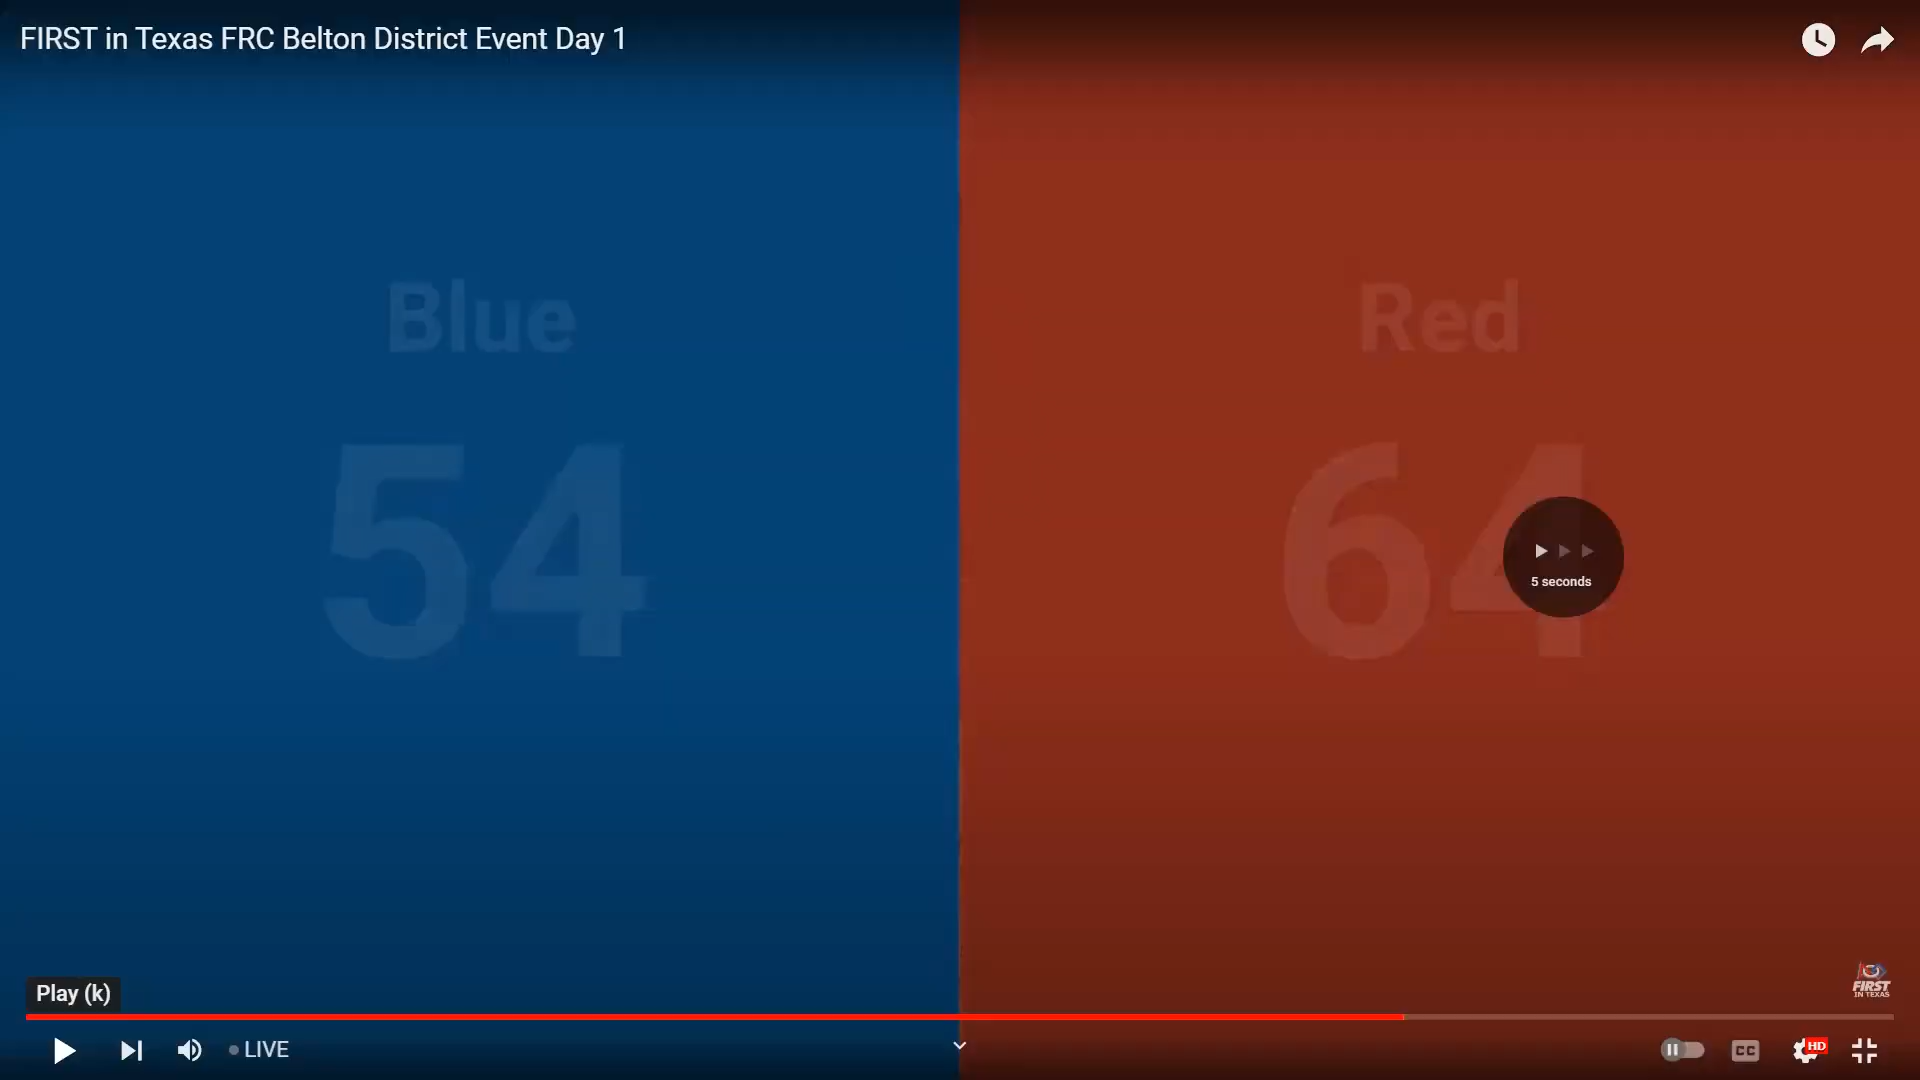 FIRST in Texas FRC Belton District Event Day 1
Blue
Red
54
64
5 seconds
FIRST
IN TEXAS
Play (k)
LIVE
CC
HD